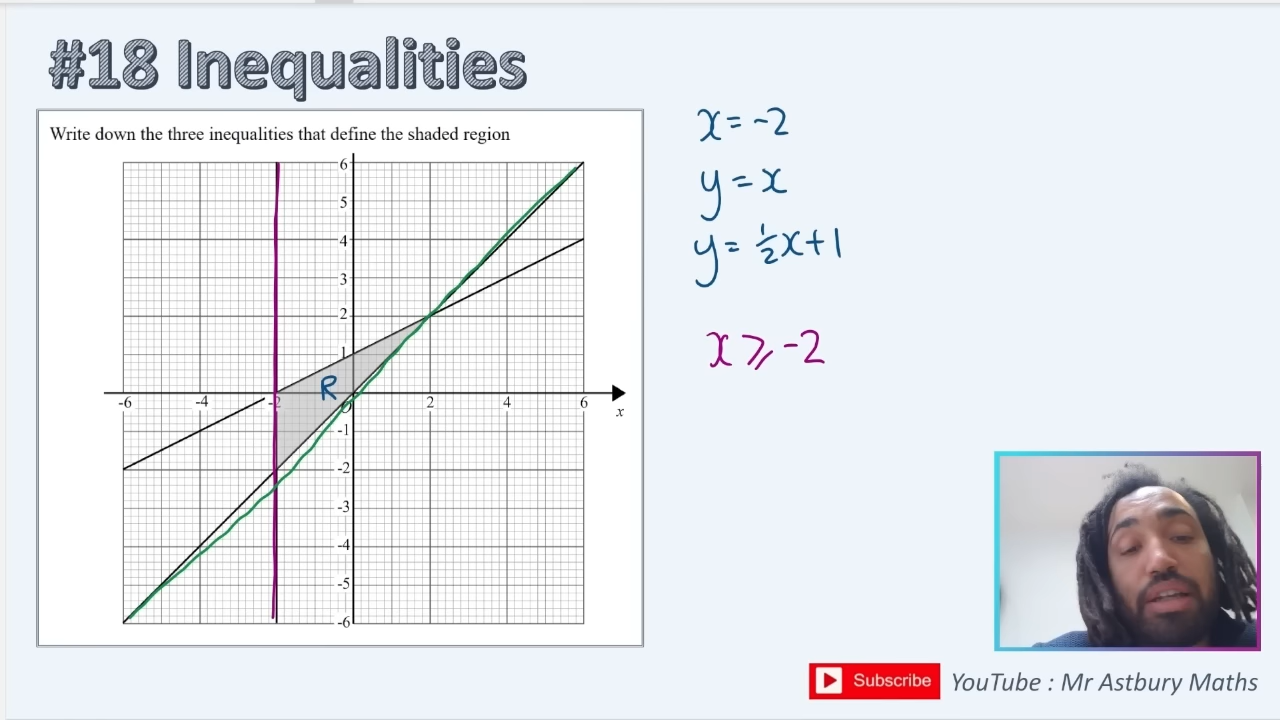 #18 Inequalities
Write down the three inequalities that define the shaded region
6
5
4
3
2
1
R
-6 -4 -2 O 2 4 6
x
-1
-2
-3
-4
-5
-6
x = -2
y = x
y = ½x + 1
x ⩾ -2
Subscribe YouTube : Mr Astbury Maths